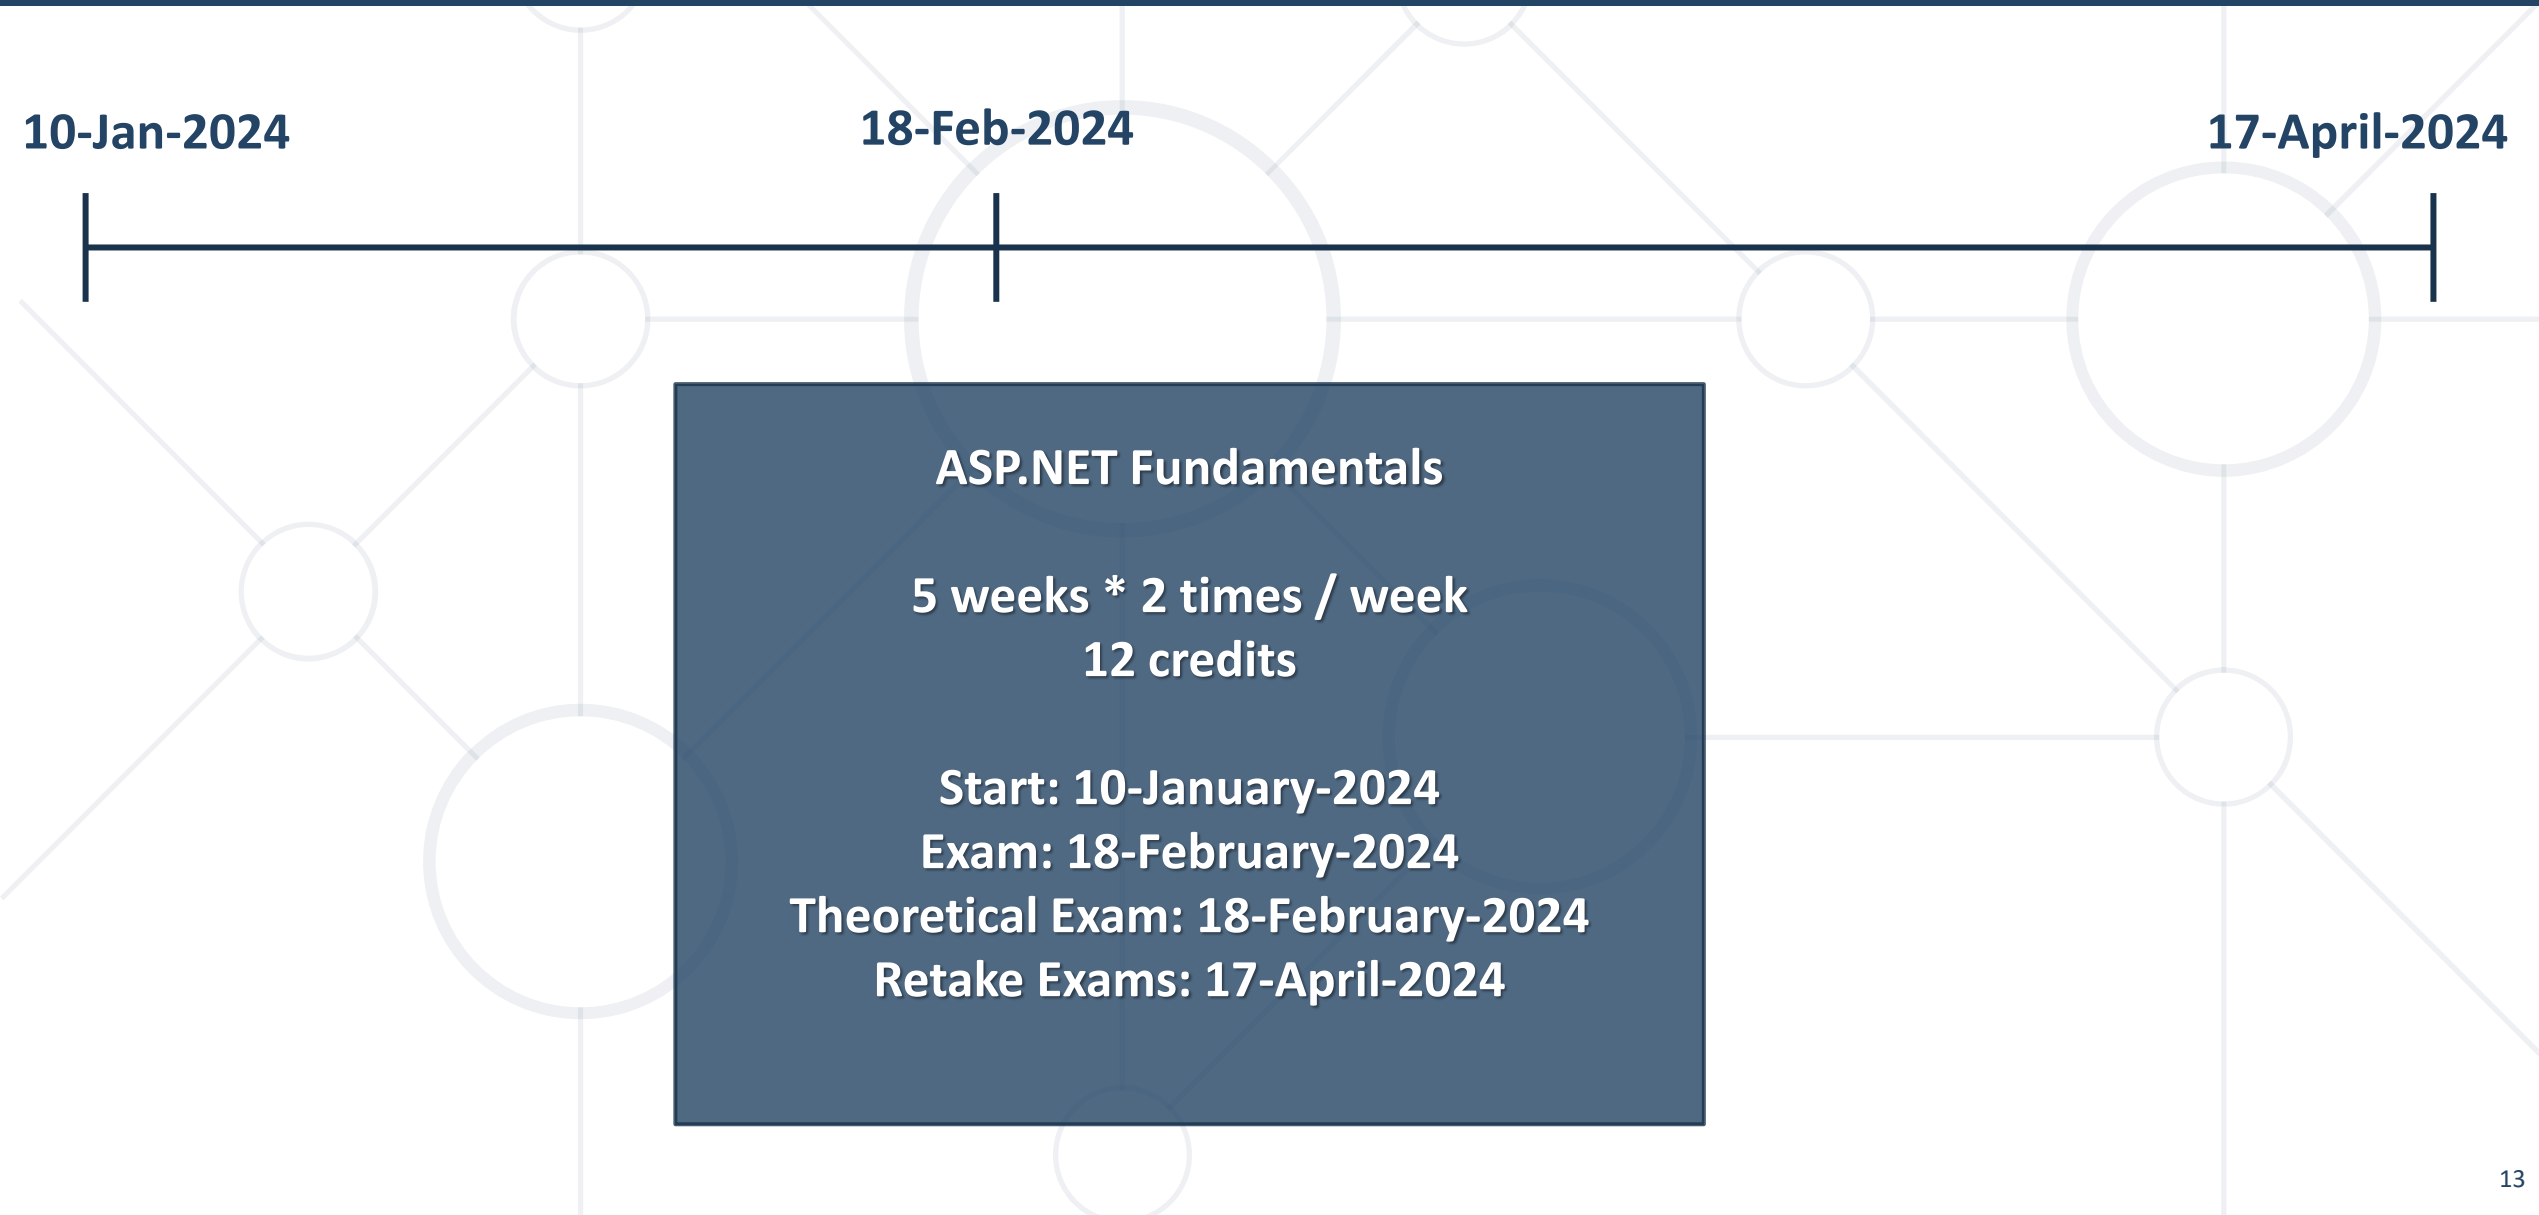 10-Jan-2024
18-Feb-2024
17-April-2024
ASP.NET Fundamentals
5 weeks * 2 times / week
12 credits
Start: 10-January-2024
Exam: 18-February-2024
Theoretical Exam: 18-February-2024
Retake Exams: 17-April-2024
13